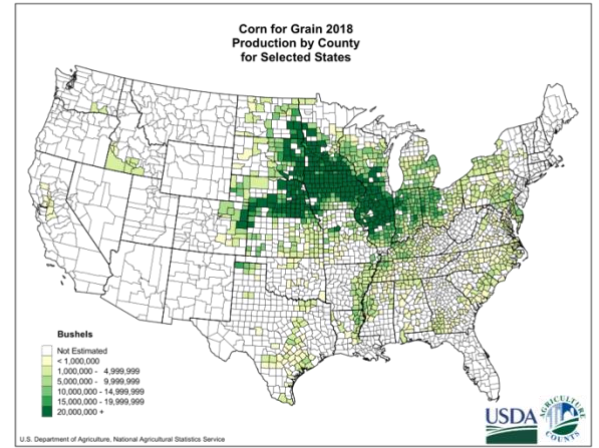 Corn for Grain 2018
Production by County
for Selected States
Bushels
Not Estimated
< 1,000,000
1,000,000 - 4,999,999
5,000,000 - 9,999,999
10,000,000 - 14,999,999
15,000,000 - 19,999,999
20,000,000 +
U.S. Department of Agriculture, National Agricultural Statistics Service
USDA
AGRICULTURE
COUNTS